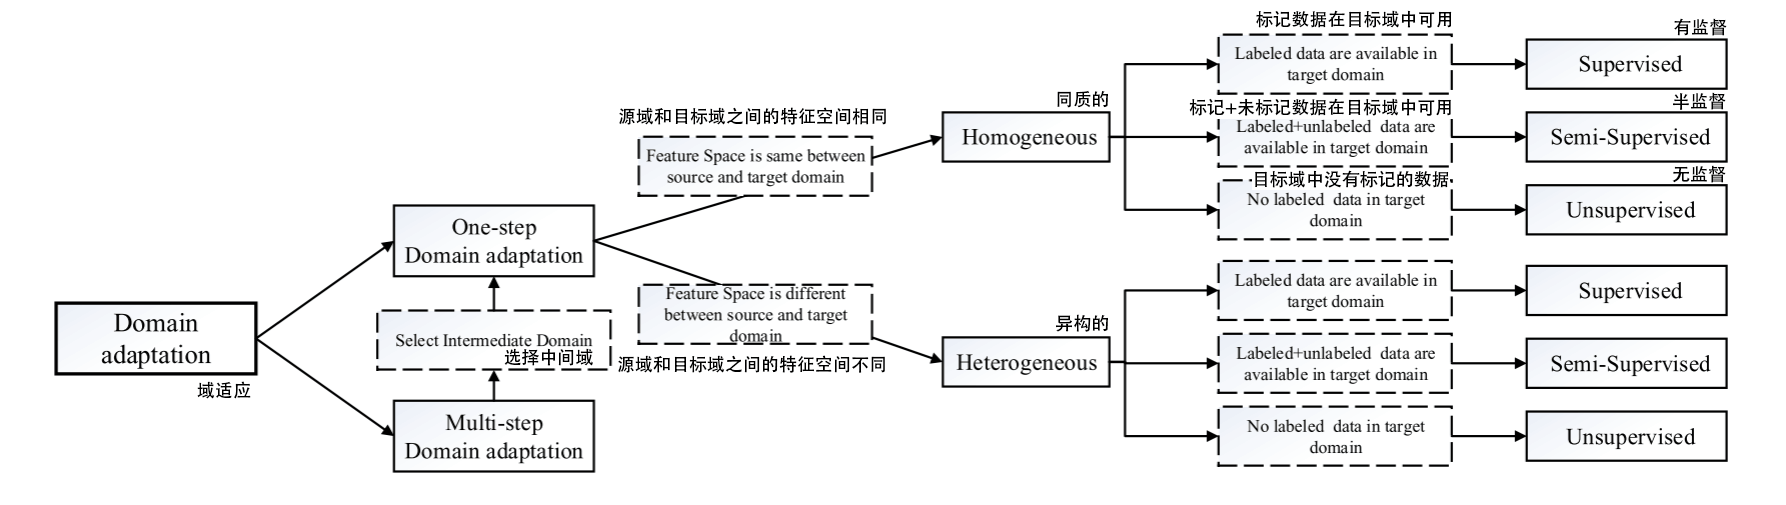 Domain
adaptation
域适应
One-step
Domain adaptation
Select Intermediate Domain
选择中间域
Multi-step
Domain adaptation
源域和目标域之间的特征空间相同
Feature Space is same between
source and target domain
Feature Space is different
between source and target
domain
源域和目标域之间的特征空间不同
同质的
Homogeneous
异构的
Heterogeneous
标记数据在目标域中可用
Labeled data are available in
target domain
有监督
Supervised
标记+未标记数据在目标域中可用
Labeled+unlabeled data are
available in target domain
半监督
Semi-Supervised
目标域中没有标记的数据
No labeled data in target
domain
无监督
Unsupervised
Labeled data are available in
target domain
Supervised
Labeled+unlabeled data are
available in target domain
Semi-Supervised
No labeled data in target
domain
Unsupervised